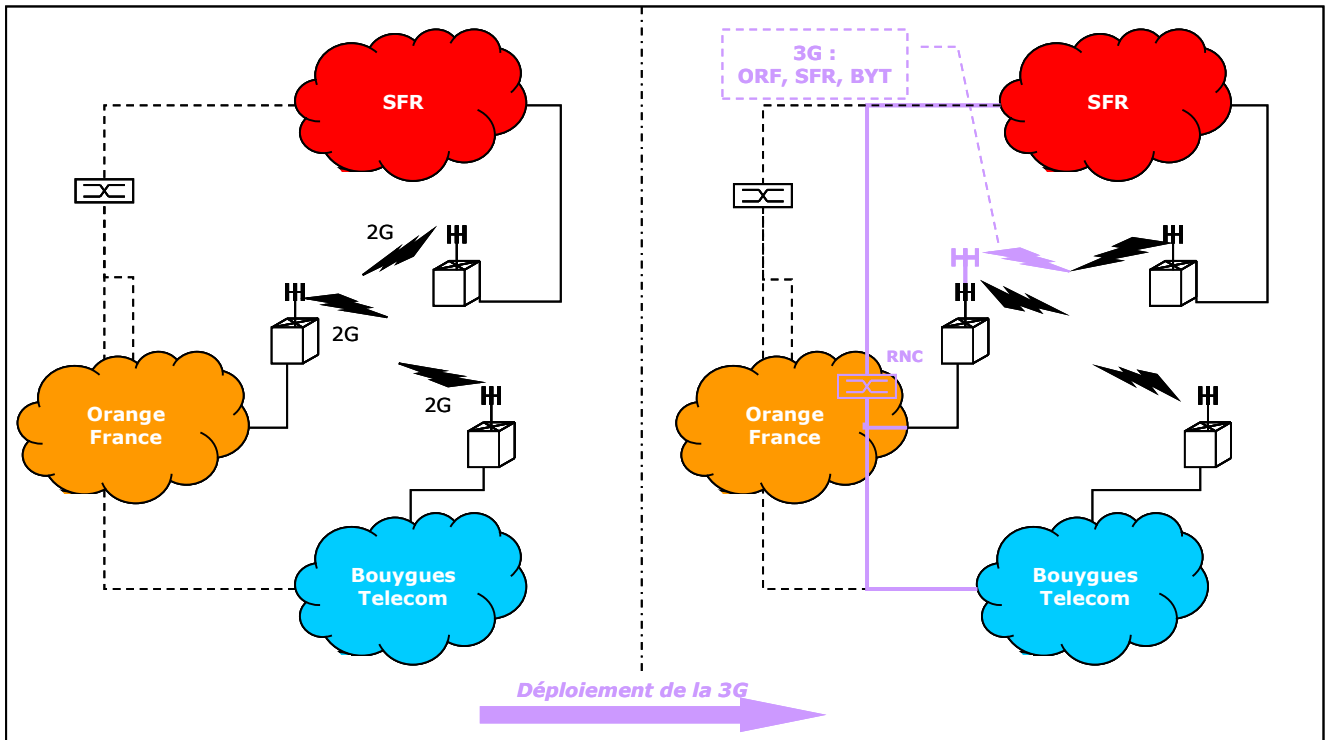 SFR
2G
2G
2G
Orange
France
Bouygues
Telecom
3G :
ORF, SFR, BYT
SFR
RNC
Orange
France
Bouygues
Telecom
Déploiement de la 3G